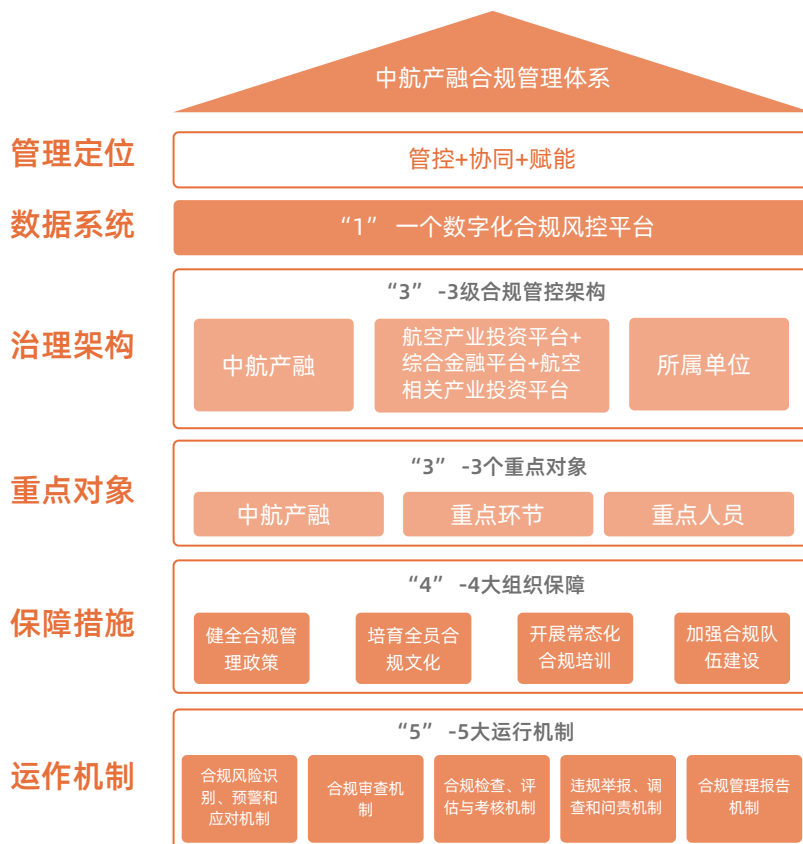 中航产融合规管理体系
管理定位
管控+协同+赋能
数据系统
“1” 一个数字化合规风控平台
治理架构
“3” -3级合规管控架构
中航产融
航空产业投资平台+
综合金融平台+航空
相关产业投资平台
所属单位
重点对象
“3” -3个重点对象
中航产融
重点环节
重点人员
保障措施
“4” -4大组织保障
健全合规管
理政策
培育全员合
规文化
开展常态化
合规培训
加强合规队
伍建设
运作机制
“5” -5大运行机制
合规风险识
别、预警和
应对机制
合规审查机
制
合规检查、评
估与考核机制
违规举报、调
查和问责机制
合规管理报告
机制